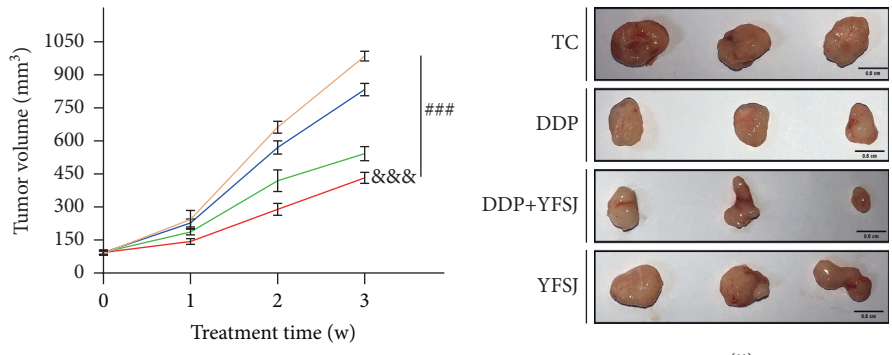 Tumor volume (mm³)
1050
900
750
600
450
300
150
0
0 1 2 3
Treatment time (w)
###
&&&
TC
0.5 cm
DDP
0.5 cm
DDP+YFSJ
0.5 cm
YFSJ
0.5 cm